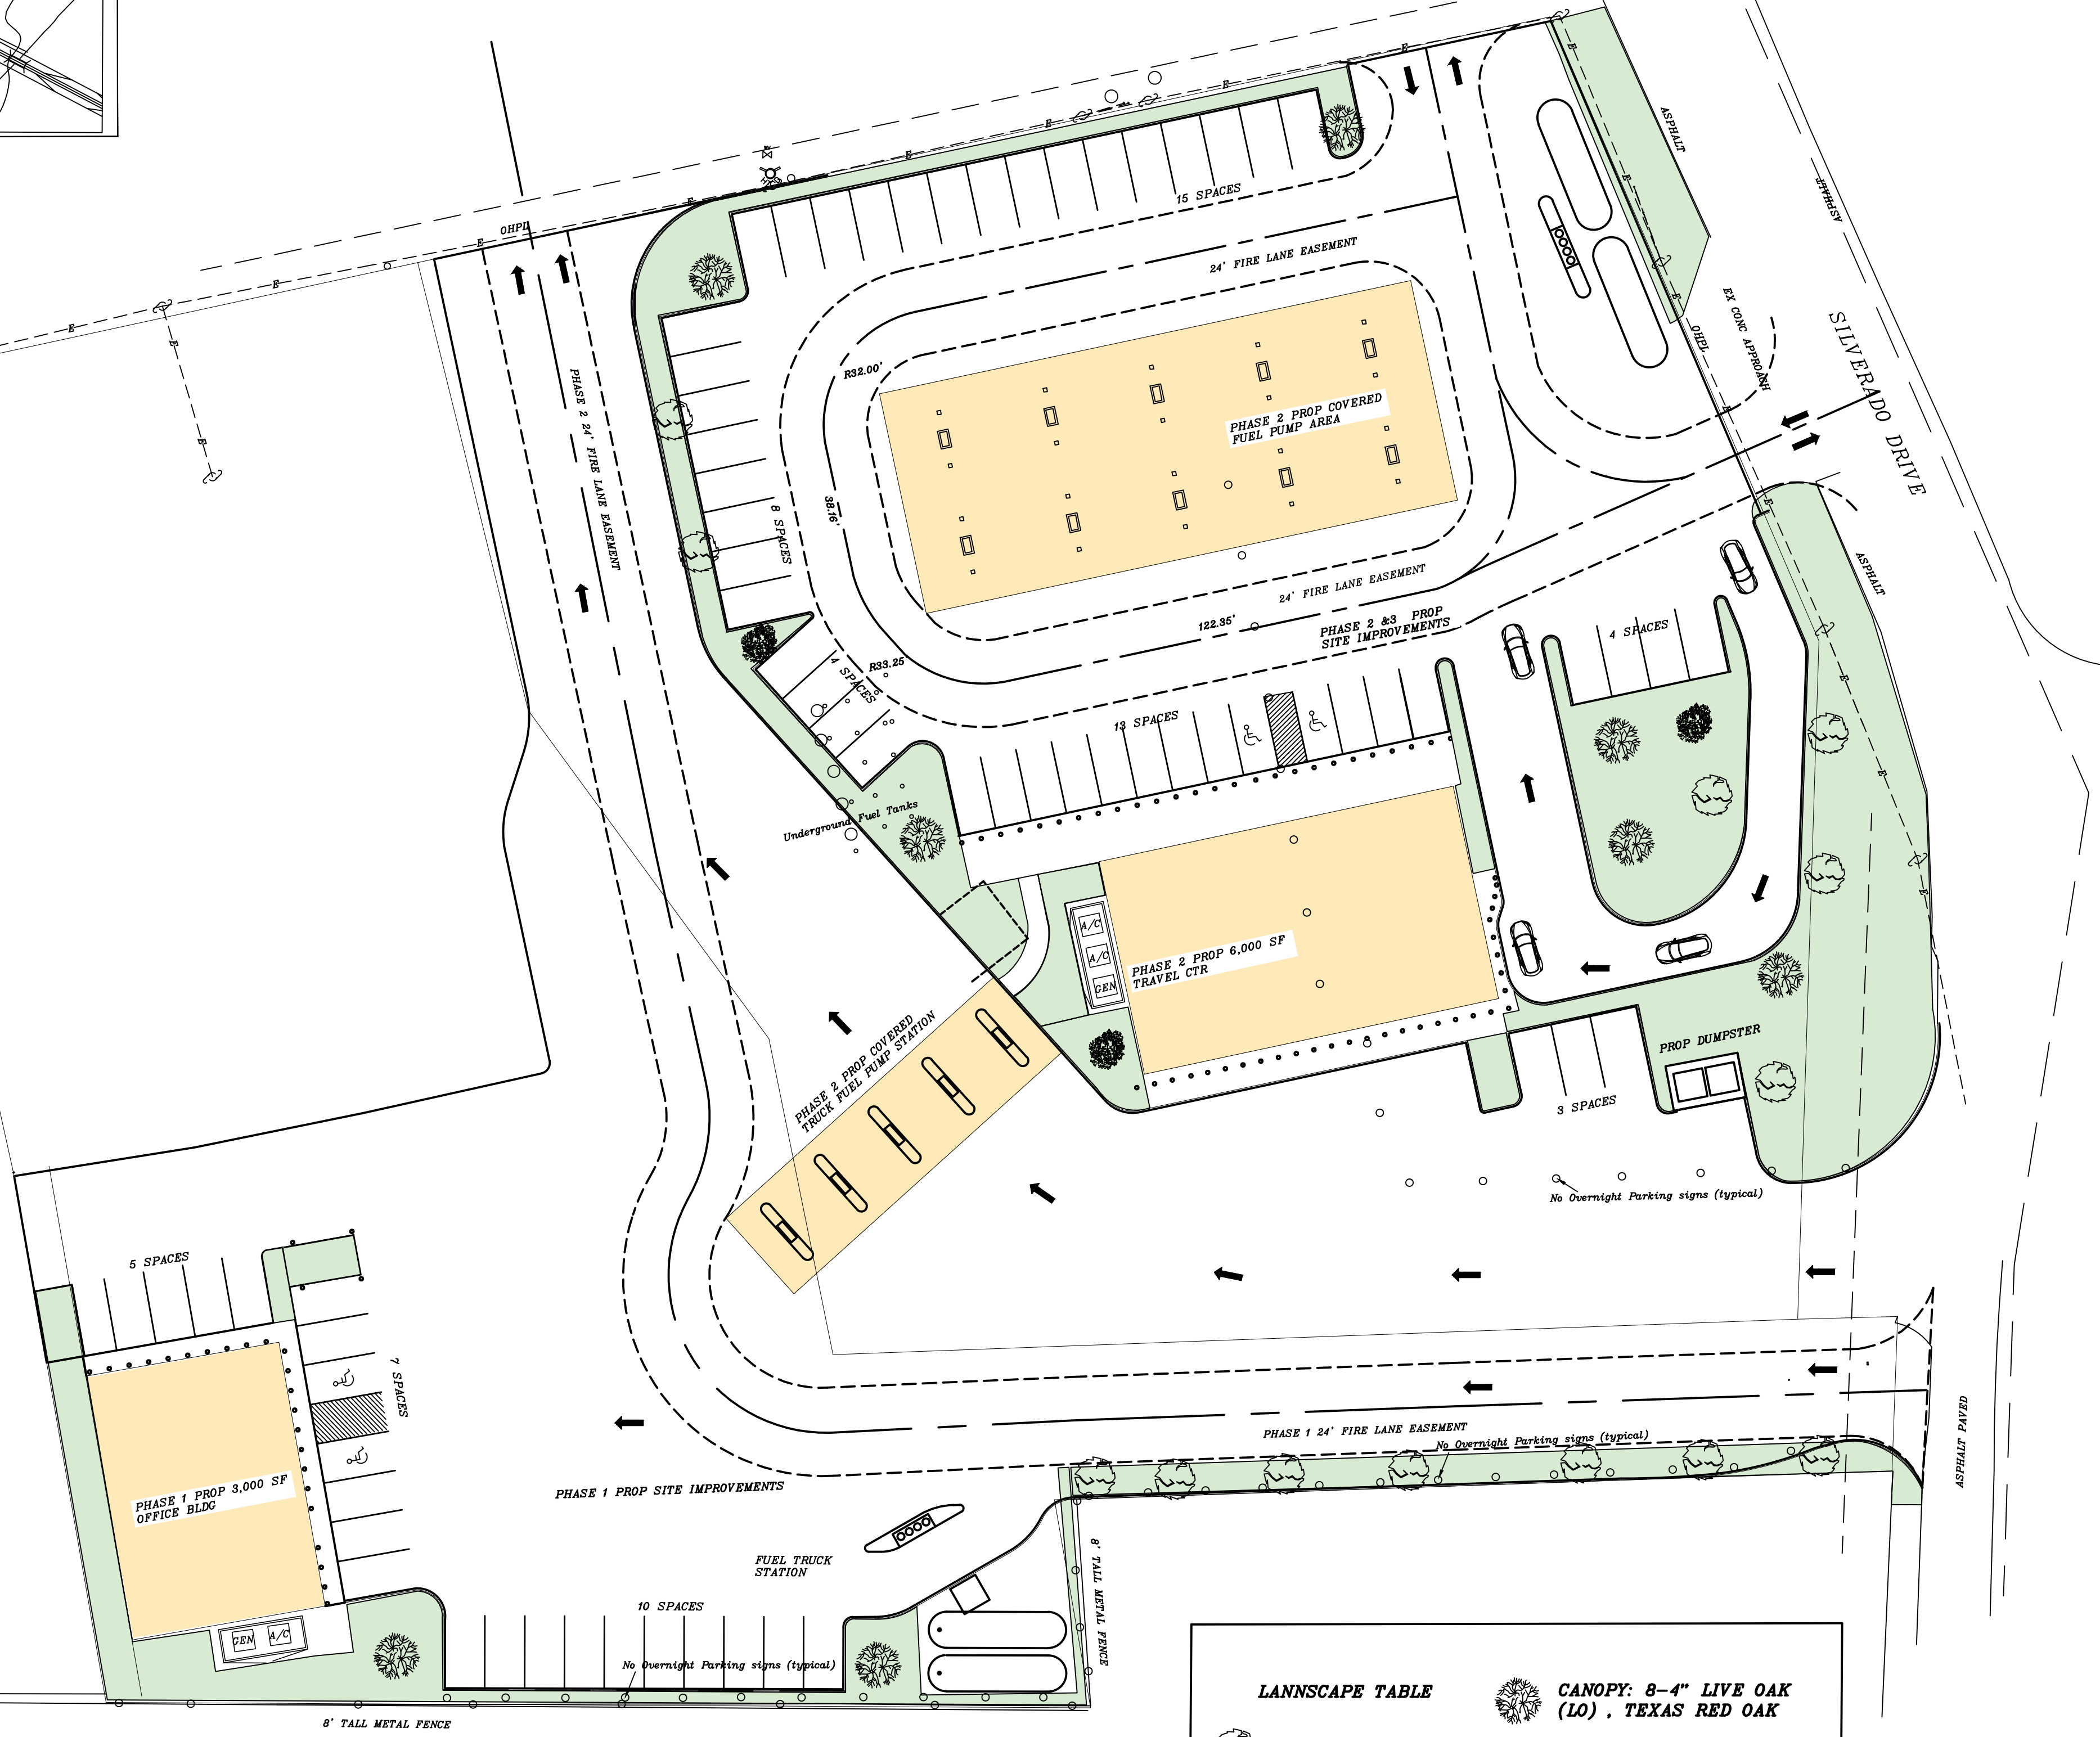 E
E
OHPL
E
E
15 SPACES
ASPHALT
ASPHALT
24' FIRE LANE EASEMENT
E
E
E
E
E
E
E
E
E
R32.00'
PHASE 2 24' FIRE LANE EASEMENT
PHASE 2 PROP COVERED
FUEL PUMP AREA
OHPL
EX CONC APPROACH
SILVERADO DRIVE
E
E
E
38.16'
8 SPACES
24' FIRE LANE EASEMENT
ASPHALT
122.35'
PHASE 2 &3 PROP
SITE IMPROVEMENTS
4 SPACES
4 SPACES
R33.25
13 SPACES
E
E
E
Underground Fuel Tanks
A/C
A/C
GEN
PHASE 2 PROP 6,000 SF
TRAVEL CTR
PHASE 2 PROP COVERED
TRUCK FUEL PUMP STATION
PROP DUMPSTER
3 SPACES
No Overnight Parking signs (typical)
5 SPACES
7 SPACES
PHASE 1 24' FIRE LANE EASEMENT
No Overnight Parking signs (typical)
ASPHALT PAVED
PHASE 1 PROP 3,000 SF
OFFICE BLDG
PHASE 1 PROP SITE IMPROVEMENTS
FUEL TRUCK
STATION
8' TALL METAL FENCE
10 SPACES
GEN
A/C
No Overnight Parking signs (typical)
8' TALL METAL FENCE
LANNSCAPE TABLE
CANOPY: 8-4" LIVE OAK
(LO) , TEXAS RED OAK